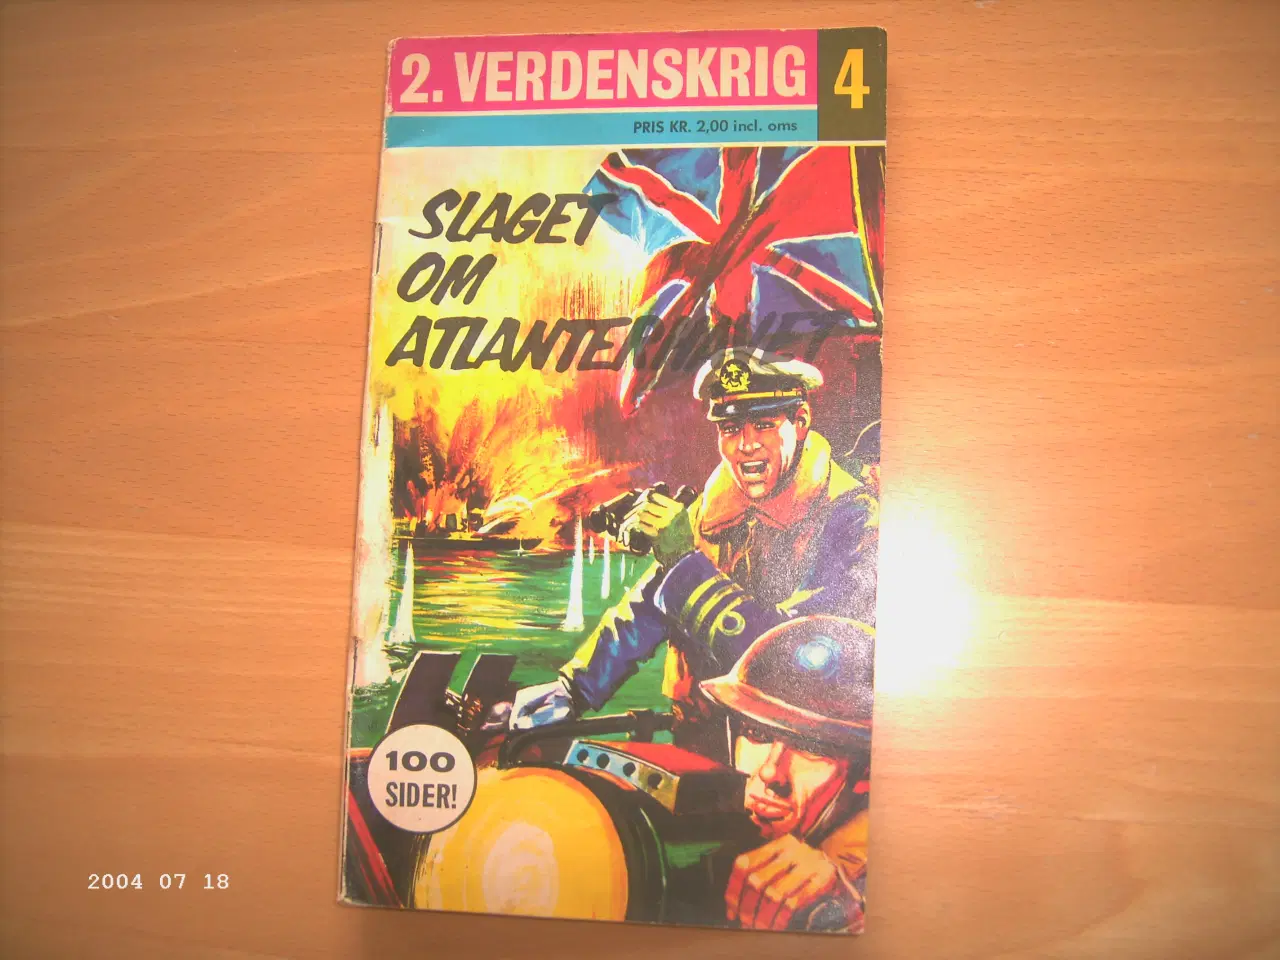 2. VERDENSKRIG 4
PRIS KR. 2,00 incl. oms
SLAGET
OM
ATLANTERHAVET
100
SIDER!
2004 07 18